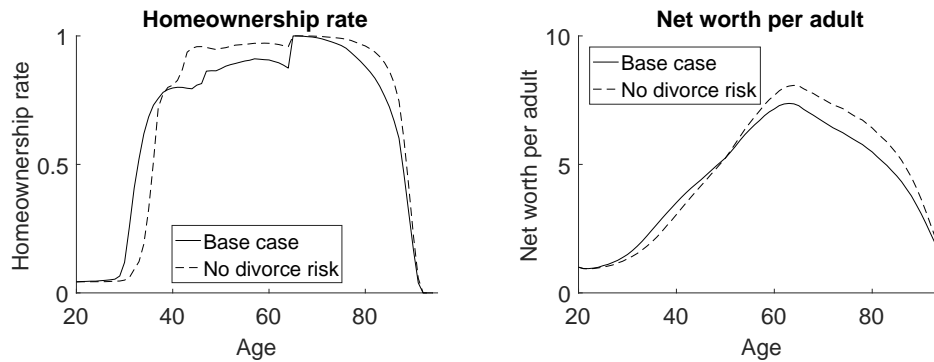 Homeownership rate
1
0.5
0
Homeownership rate
Base case
No divorce risk
20
40
60
80
Age
Net worth per adult
10
5
0
Net worth per adult
Base case
No divorce risk
20
40
60
80
Age